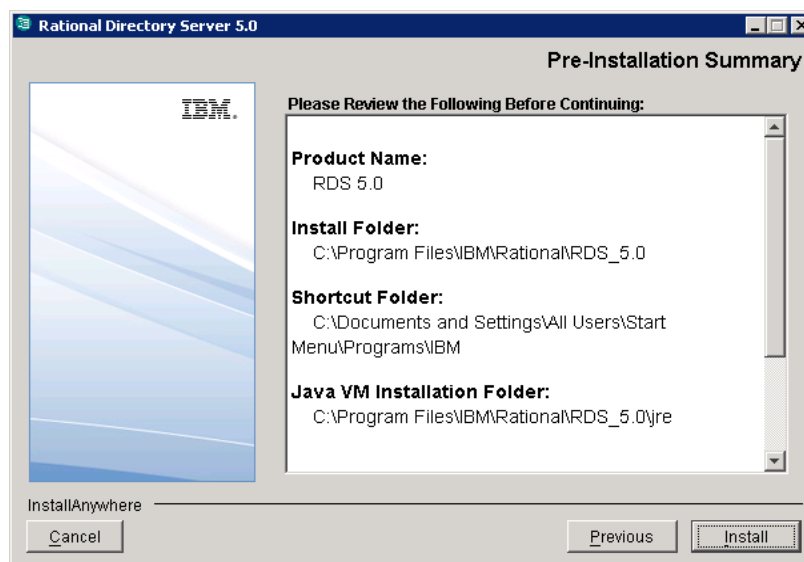 Rational Directory Server 5.0
Pre-Installation Summary
IBM.
Please Review the Following Before Continuing:
Product Name:
RDS 5.0
Install Folder:
C:\Program Files\IBM\Rational\RDS_5.0
Shortcut Folder:
C:\Documents and Settings\All Users\Start
Menu\Programs\IBM
Java VM Installation Folder:
C:\Program Files\IBM\Rational\RDS_5.0\jre
InstallAnywhere
Cancel
Previous
Install